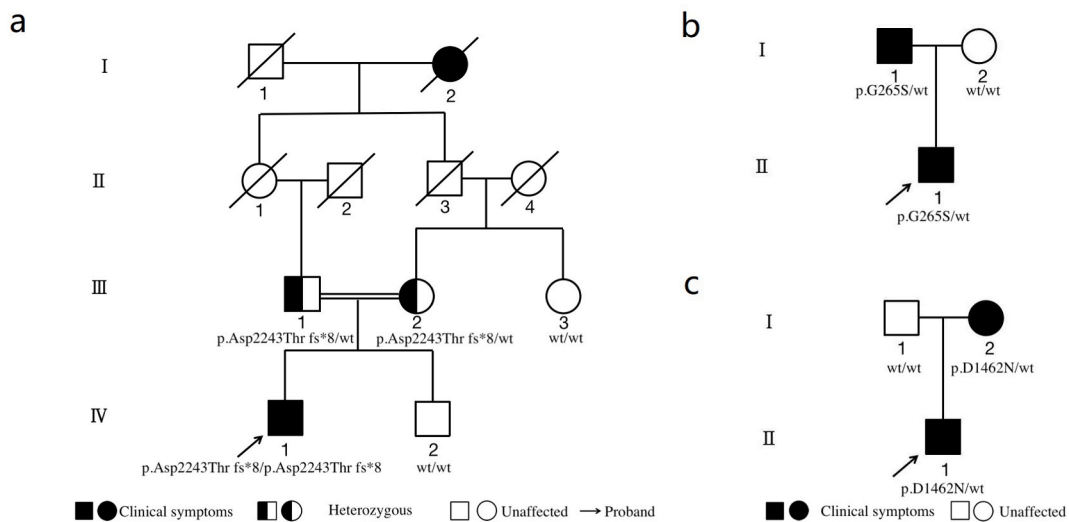 a
I
1
2
II
1
2
3
4
III
1
2
3
p.Asp2243Thr fs*8/wt
p.Asp2243Thr fs*8/wt
wt/wt
IV
1
2
p.Asp2243Thr fs*8/p.Asp2243Thr fs*8
wt/wt
Clinical symptoms
Heterozygous
Unaffected
Proband
b
I
1
2
p.G265S/wt
wt/wt
II
1
p.G265S/wt
c
I
1
2
wt/wt
p.D1462N/wt
II
1
p.D1462N/wt
Clinical symptoms
Unaffected